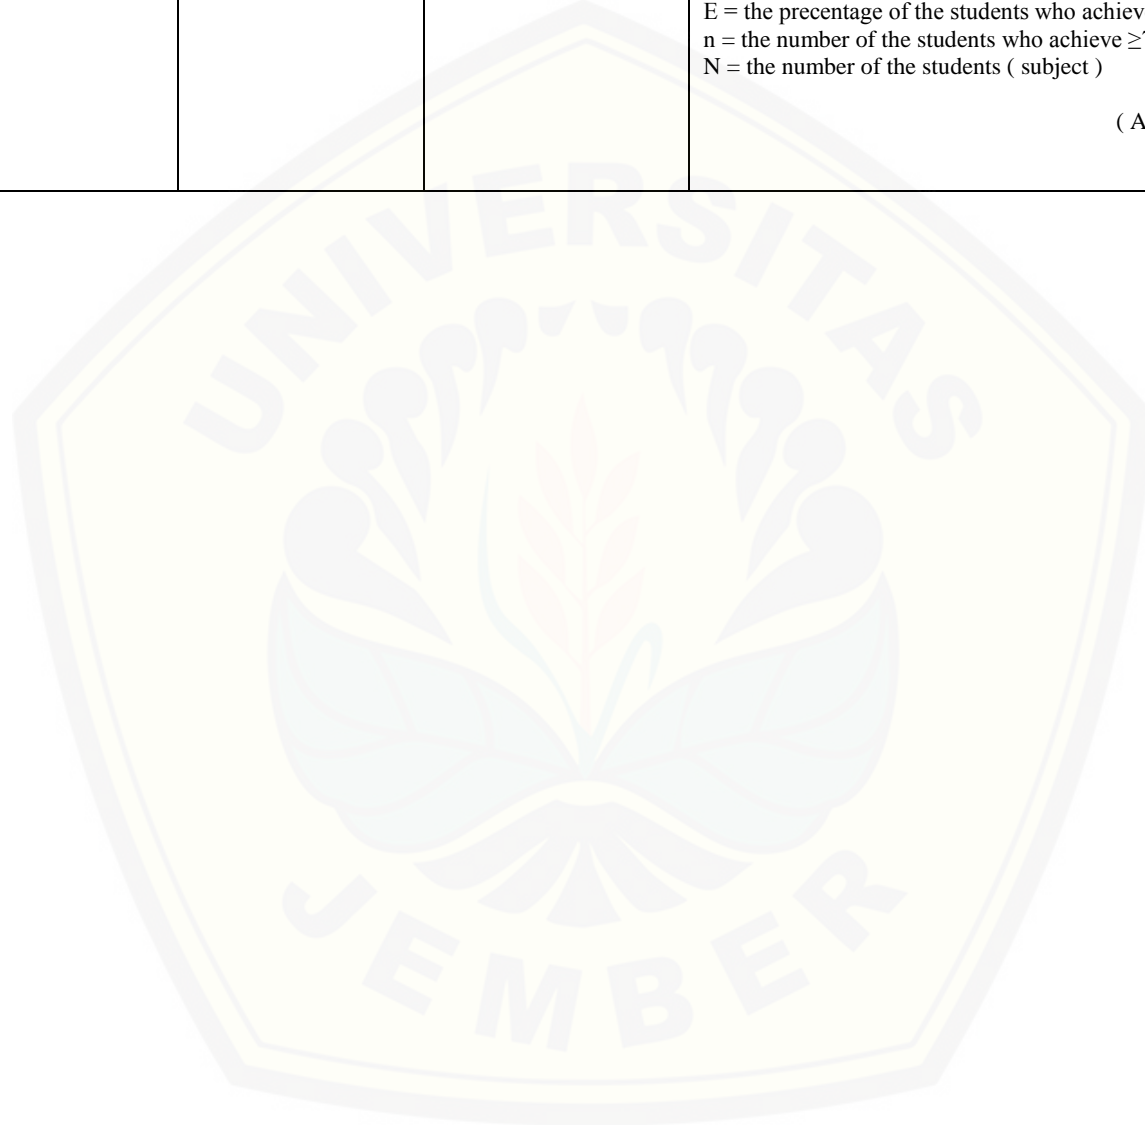 E = the precentage of the students who
n = the number of the students who achieve
N = the number of the students ( subject )
( A
UNIVERSITAS
JEMBER